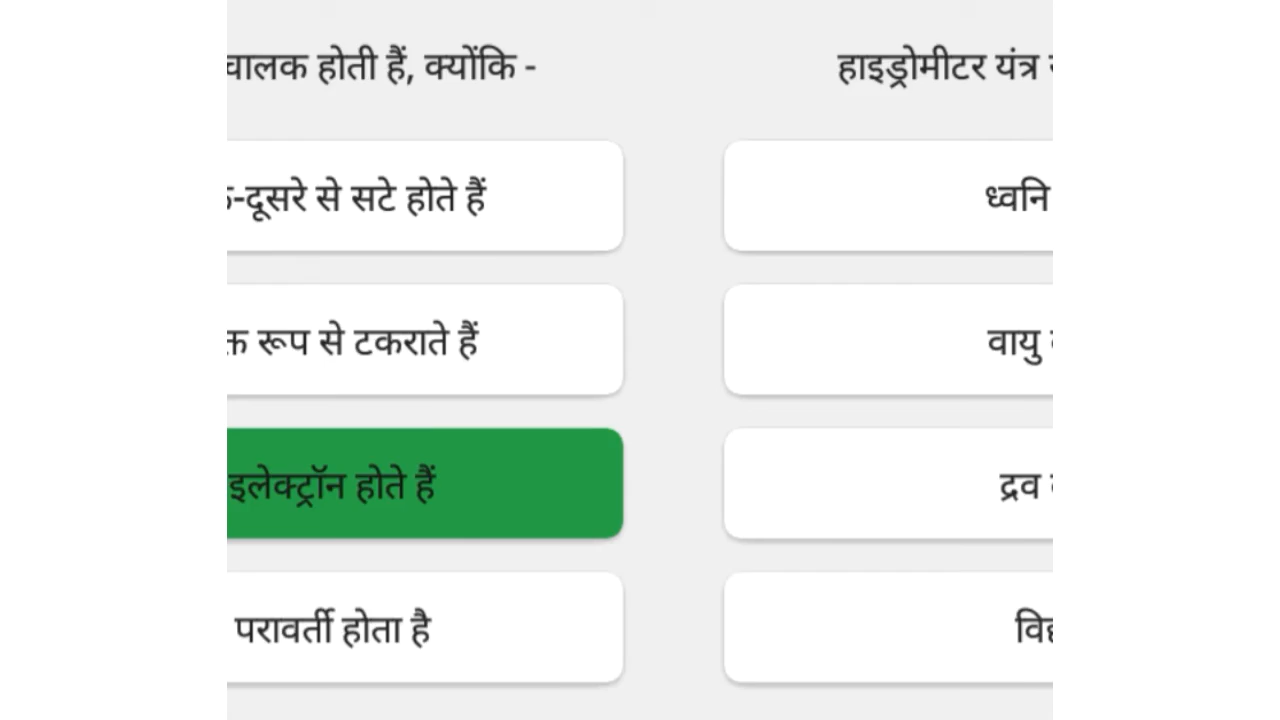 वालक होती हैं, क्योंकि -
-दूसरे से सटे होते हैं
रूप से टकराते हैं
इलेक्ट्रॉन होते हैं
परावर्ती होता है
हाइड्रोमीटर यंत्र
ध्वनि
वायु
द्रव